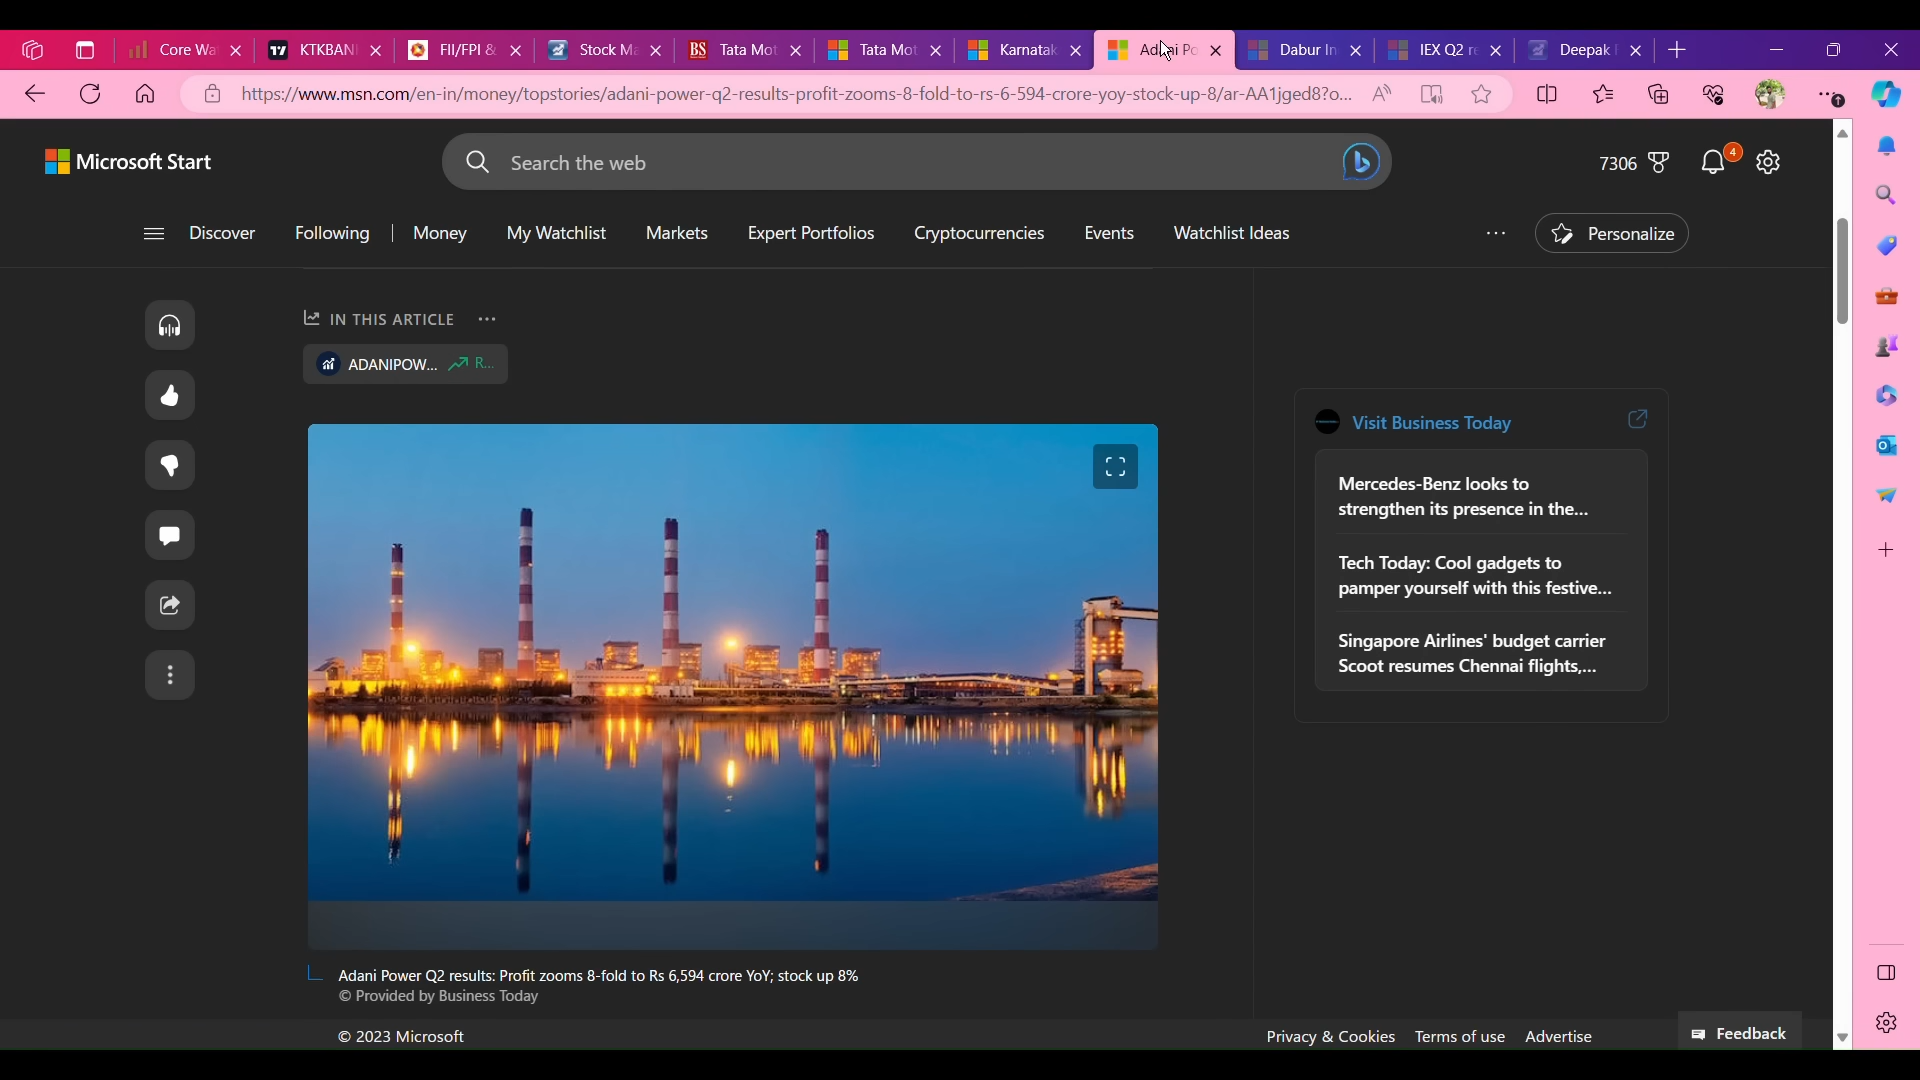 Core Wa
KTKBAN
FII/FPI &
Stock M
BS
Tata Mot
Tata Mot
Karnatak
Adani Po
Dabur In
IEX Q2 re
Deepak
https://www.msn.com/en-in/money/topstories/adani-power-q2-results-profit-zooms-8-fold-to-rs-6-594-crore-yoy-stock-up-8/ar-AA1jged8?o...
Microsoft Start
Search the web
7306
4
Discover
Following
Money
My Watchlist
Markets
Expert Portfolios
Cryptocurrencies
Events
Watchlist Ideas
...
Personalize
IN THIS ARTICLE ...
ADANIPOW... R...
Visit Business Today
Mercedes-Benz looks to
strengthen its presence in the...
Tech Today: Cool gadgets to
pamper yourself with this festive...
Singapore Airlines' budget carrier
Scoot resumes Chennai flights,...
Adani Power Q2 results: Profit zooms 8-fold to Rs 6,594 crore YoY; stock up 8%
© Provided by Business Today
© 2023 Microsoft
Privacy & Cookies
Terms of use
Advertise
Feedback